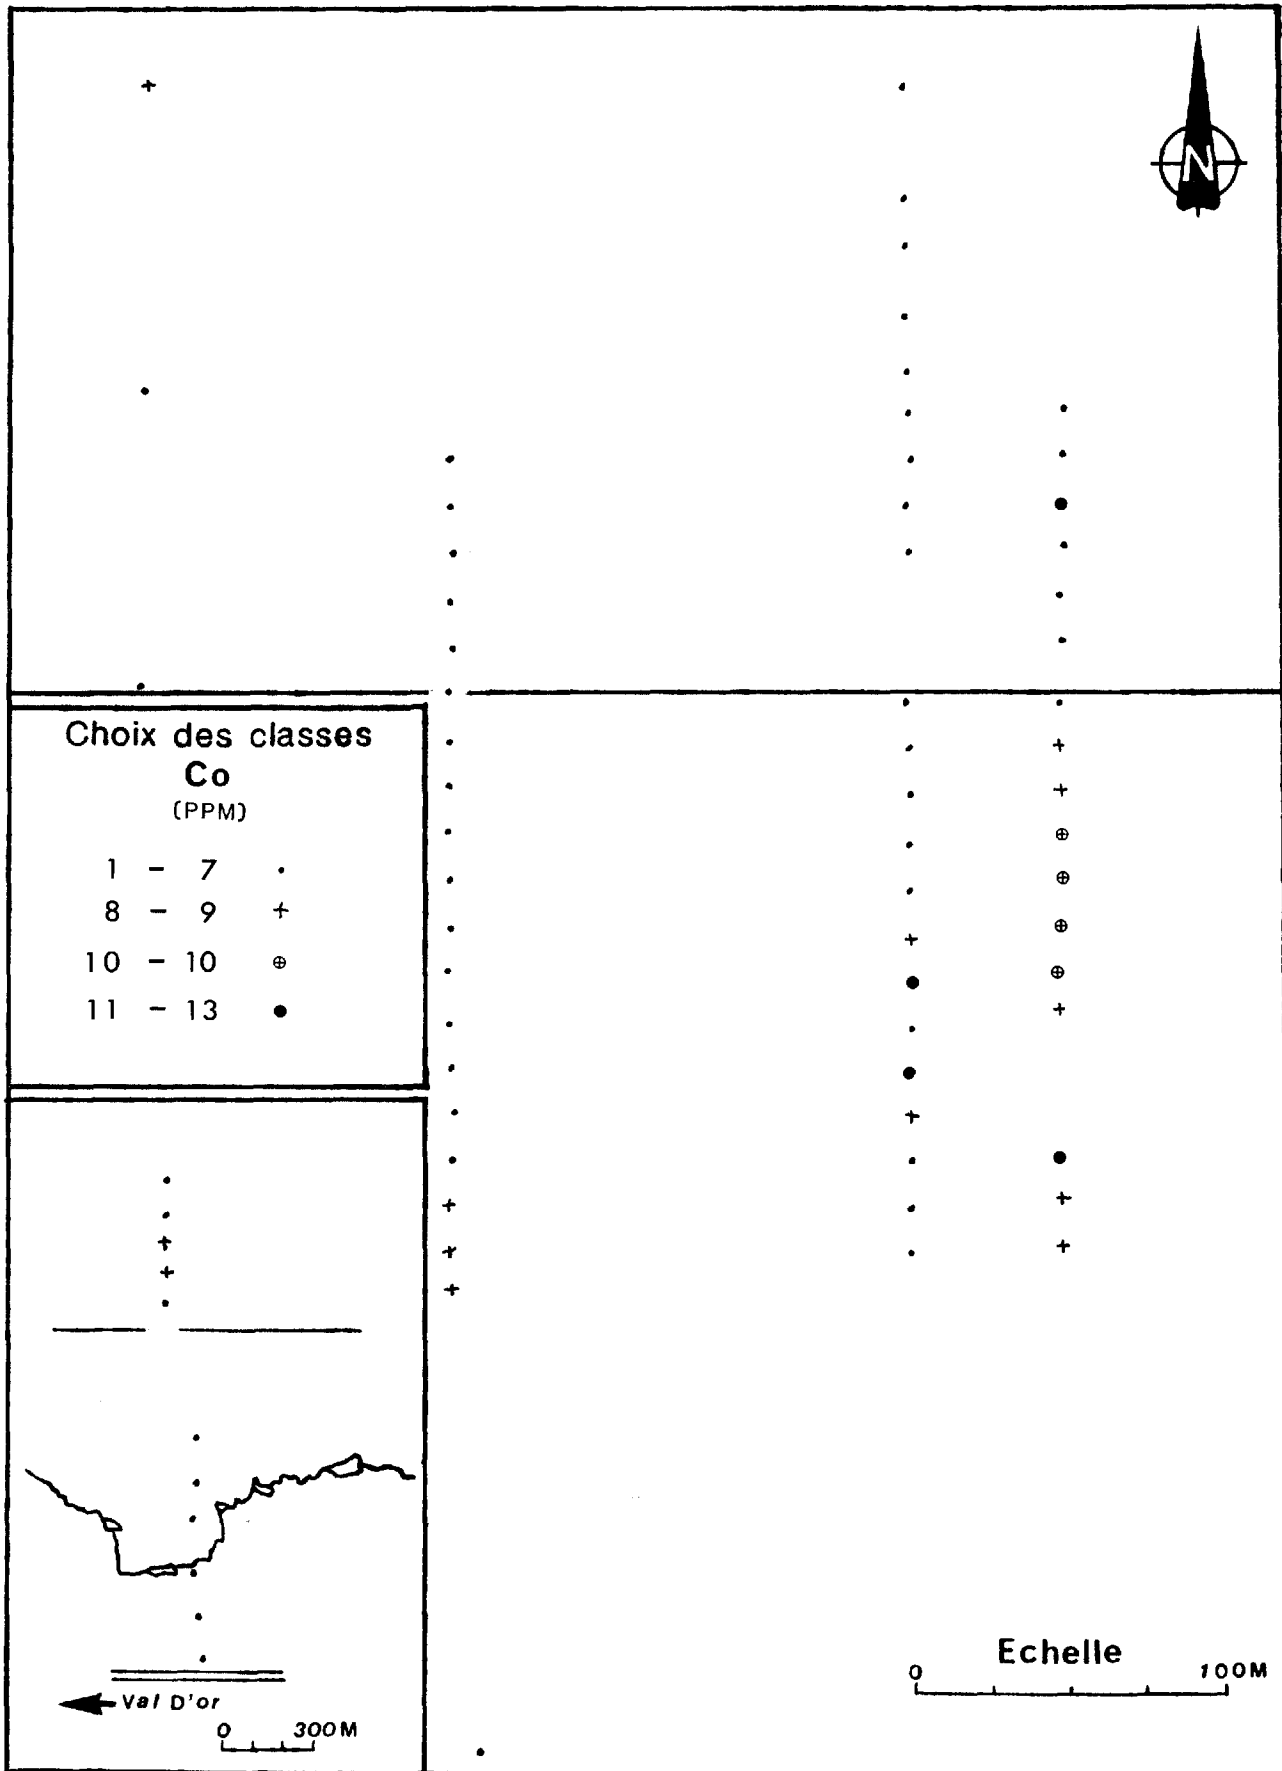 N
Choix des classes
Co
(PPM)
1 - 7
8 - 9
10 - 10
11 - 13
Val D'or
0 300M
Echelle
0 100M